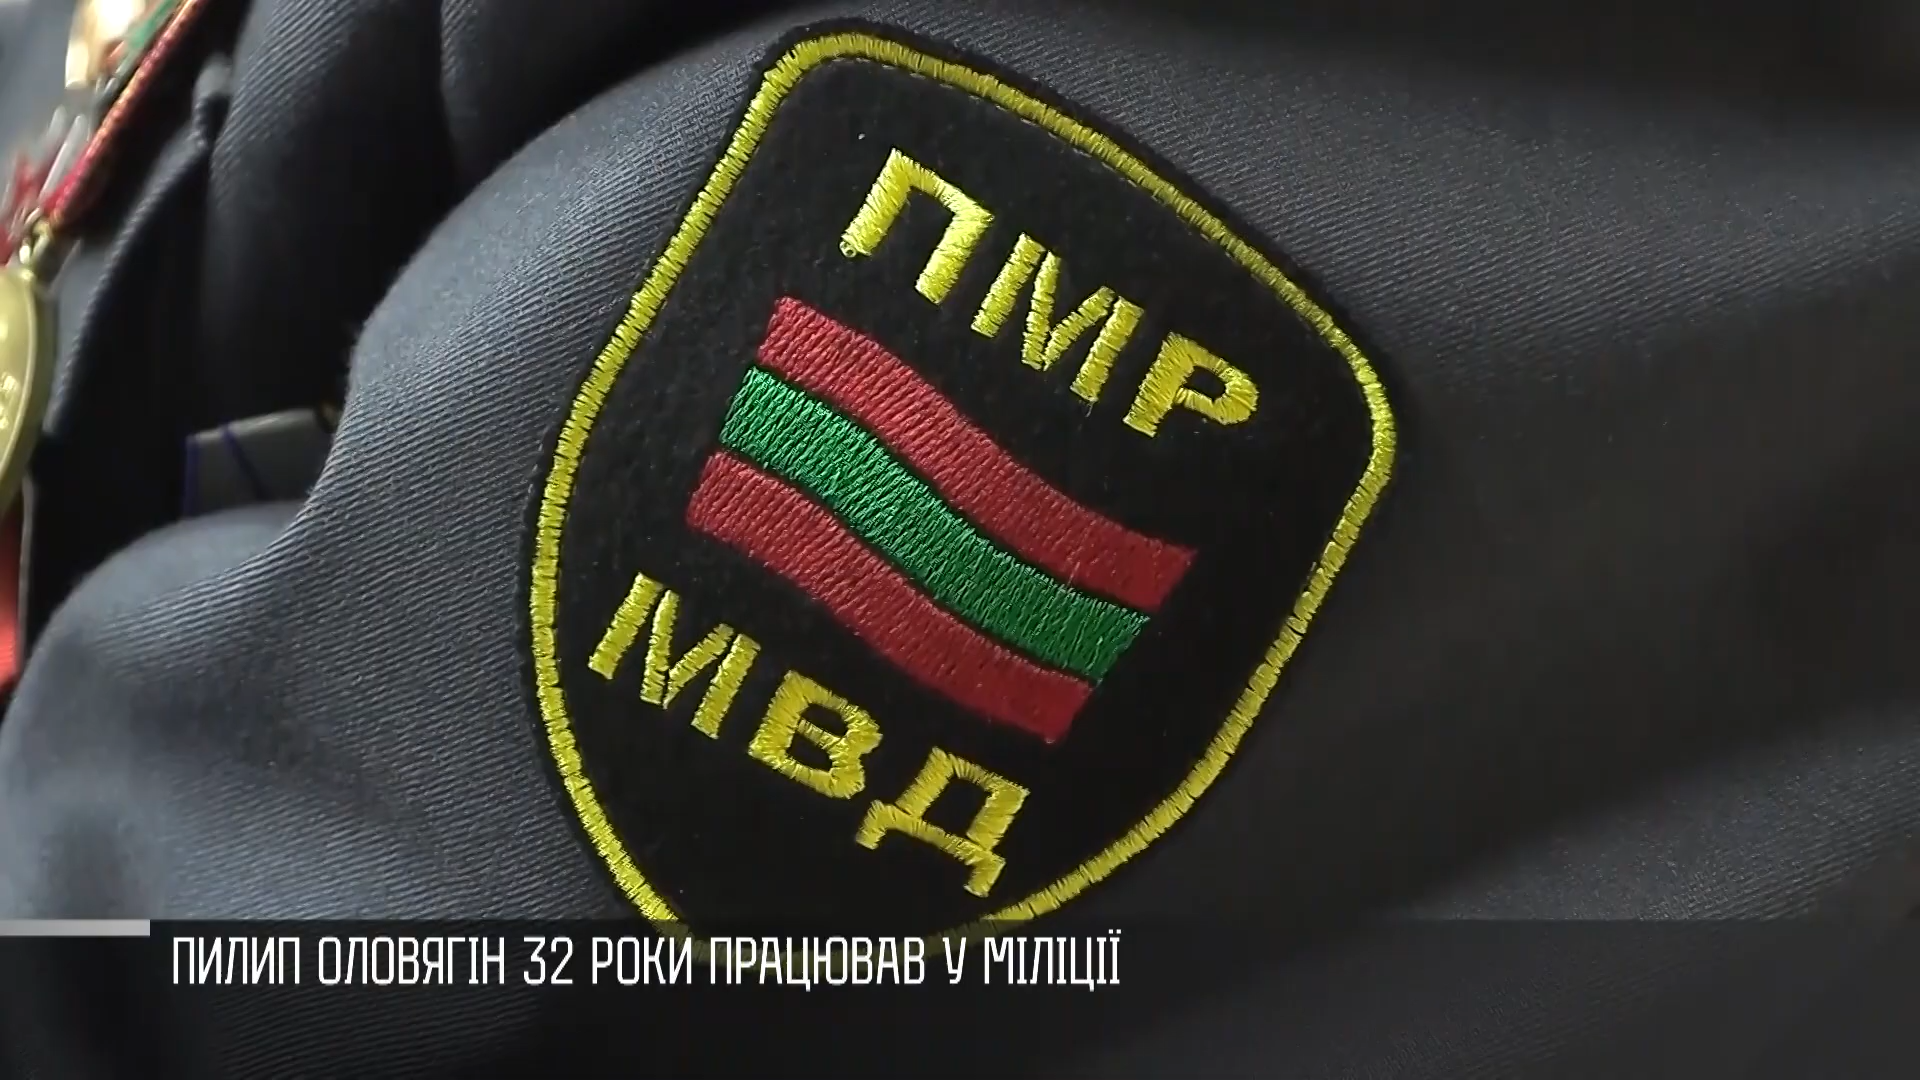 ПМР
МВД
ПИЛИП ОЛОВЯГІН 32 РОКИ ПРАЦЮВАВ У МІЛІЦІЇ